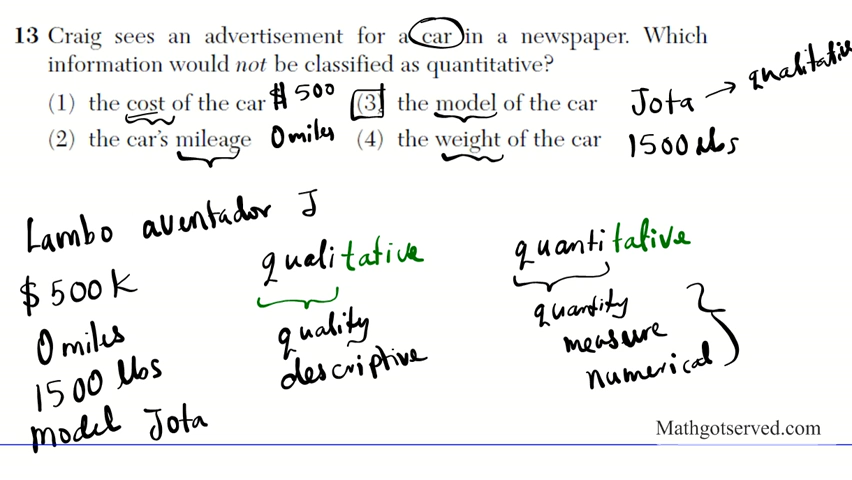 13 Craig sees an advertisement for a car in a newspaper. Which
information would not be classified as quantitative?
(1) the cost of the car $ 500
(3) the model of the car Jota → qualitative
(2) the car's mileage 0 miles
(4) the weight of the car 1500 lbs
Lambo aventador J
$ 500 K
0 miles
1500 lbs
model Jota
qualitative
quality
descriptive
quantitative
quantity
measure
numerical
Mathgotserved.com